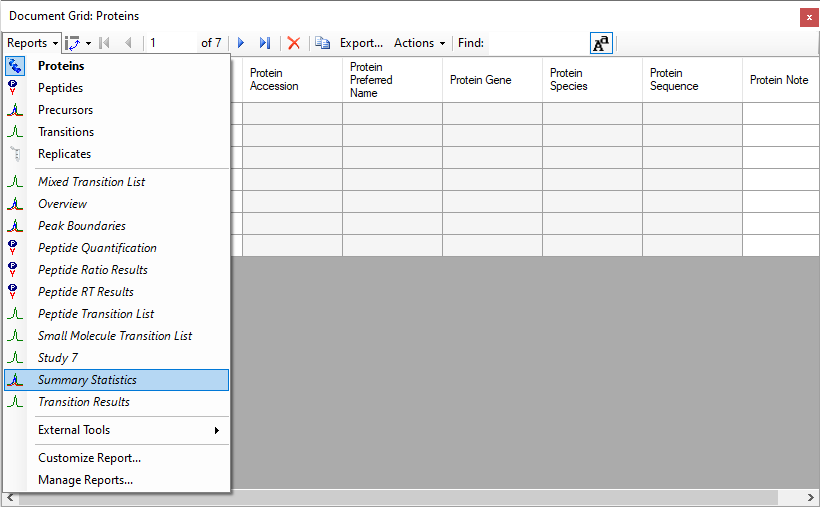 Document Grid: Proteins
x
Reports 1 of 7 Export... Actions Find: Aa
Protein Accession
Protein Preferred Name
Protein Gene
Protein Species
Protein Sequence
Protein Note
Proteins
Peptides
Precursors
Transitions
Replicates
Mixed Transition List
Overview
Peak Boundaries
Peptide Quantification
Peptide Ratio Results
Peptide RT Results
Peptide Transition List
Small Molecule Transition List
Study 7
Summary Statistics
Transition Results
External Tools
Customize Report...
Manage Reports...